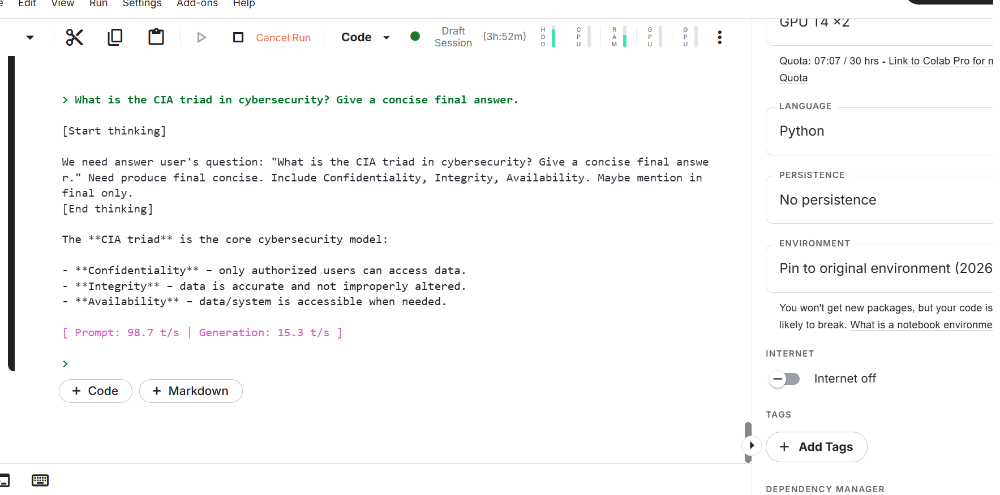 Edit View Run Settings Add-ons Help
Cancel Run
Code
Draft
Session
(3h:52m)
HDD
CPU
RAM
GPU
GPU
> What is the CIA triad in cybersecurity? Give a concise final answer.
[Start thinking]
We need answer user's question: "What is the CIA triad in cybersecurity? Give a concise final answe
r." Need produce final concise. Include Confidentiality, Integrity, Availability. Maybe mention in
final only.
[End thinking]
The **CIA triad** is the core cybersecurity model:
- **Confidentiality** – only authorized users can access data.
- **Integrity** – data is accurate and not improperly altered.
- **Availability** – data/system is accessible when needed.
[ Prompt: 98.7 t/s | Generation: 15.3 t/s ]
>
+ Code
+ Markdown
GPU T4 ×2
Quota: 07:07 / 30 hrs - Link to Colab Pro for
Quota
LANGUAGE
Python
PERSISTENCE
No persistence
ENVIRONMENT
Pin to original environment (2026
You won't get new packages, but your code is
likely to break. What is a notebook environme
INTERNET
Internet off
TAGS
+ Add Tags
DEPENDENCY MANAGER